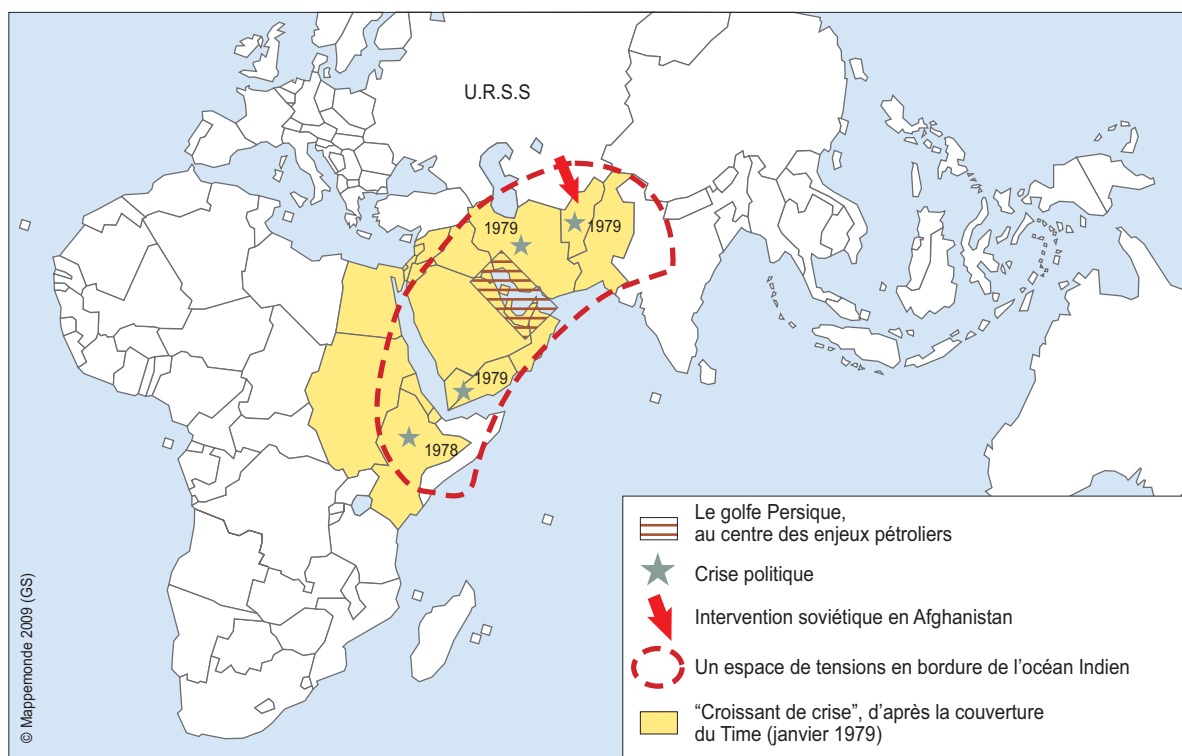 U.R.S.S
1979
1979
1979
1978
Le golfe Persique,
au centre des enjeux pétroliers
Crise politique
Intervention soviétique en Afghanistan
Un espace de tensions en bordure de l’océan Indien
“Croissant de crise”, d’après la couverture
du Time (janvier 1979)
© Mappemonde 2009 (GS)